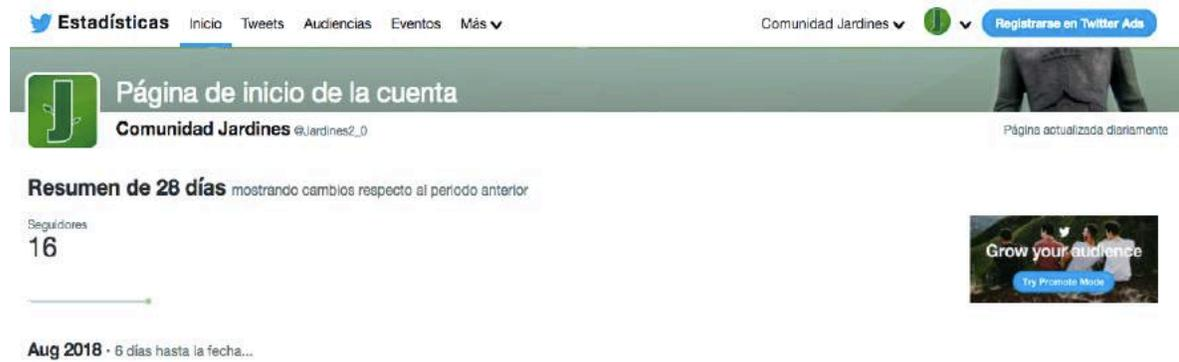 Estadísticas Inicio Tweets Audiencias Eventos Más
Comunidad Jardines Registrarse en Twitter Ads
Página de inicio de la cuenta
Comunidad Jardines @Jardines2_0
Página actualizada diariamente
Resumen de 28 días mostrando cambios respecto al periodo anterior
Seguidores
16
Grow your audience
Try Promote Mode
Aug 2018 · 6 días hasta la fecha...